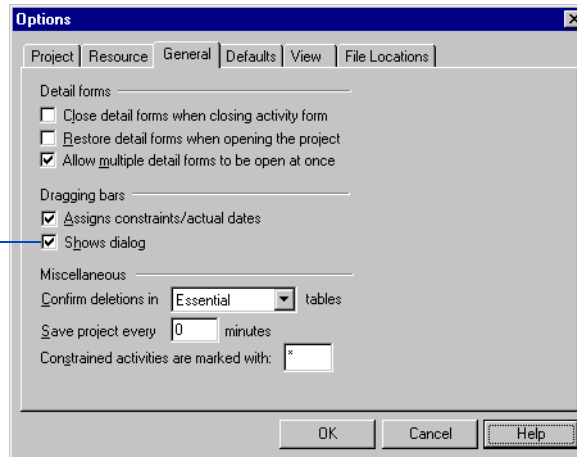 Options
Project Resource General Defaults View File Locations
Detail forms
Close detail forms when closing activity form
Restore detail forms when opening the project
Allow multiple detail forms to be open at once
Dragging bars
Assigns constraints/actual dates
Shows dialog
Miscellaneous
Confirm deletions in Essential tables
Save project every 0 minutes
Constrained activities are marked with: *
OK Cancel Help